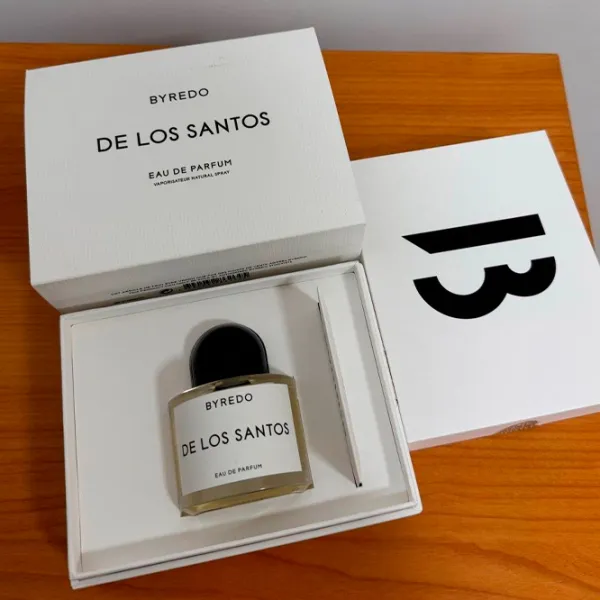 BYREDO
DE LOS SANTOS
EAU DE PARFUM
VAPORISATEUR NATURAL SPRAY
B
BYREDO
DE LOS SANTOS
EAU DE PARFUM